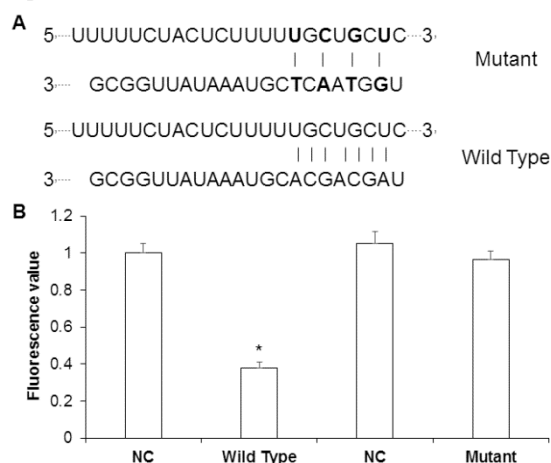 A
5 UUUUUCUACUCUUUUUGCUGCUC 3
GCGGUUAUAAAUGCTCAATGGU
3
Mutant
5 UUUUUCUACUCUUUUUGCUGCUC 3
3 GCGGUUAUAAAUGCACGACGAU
Wild Type
B
Fluorescence value
1.2
1
0.8
0.6
0.4
0.2
0
*
NC Wild Type NC Mutant